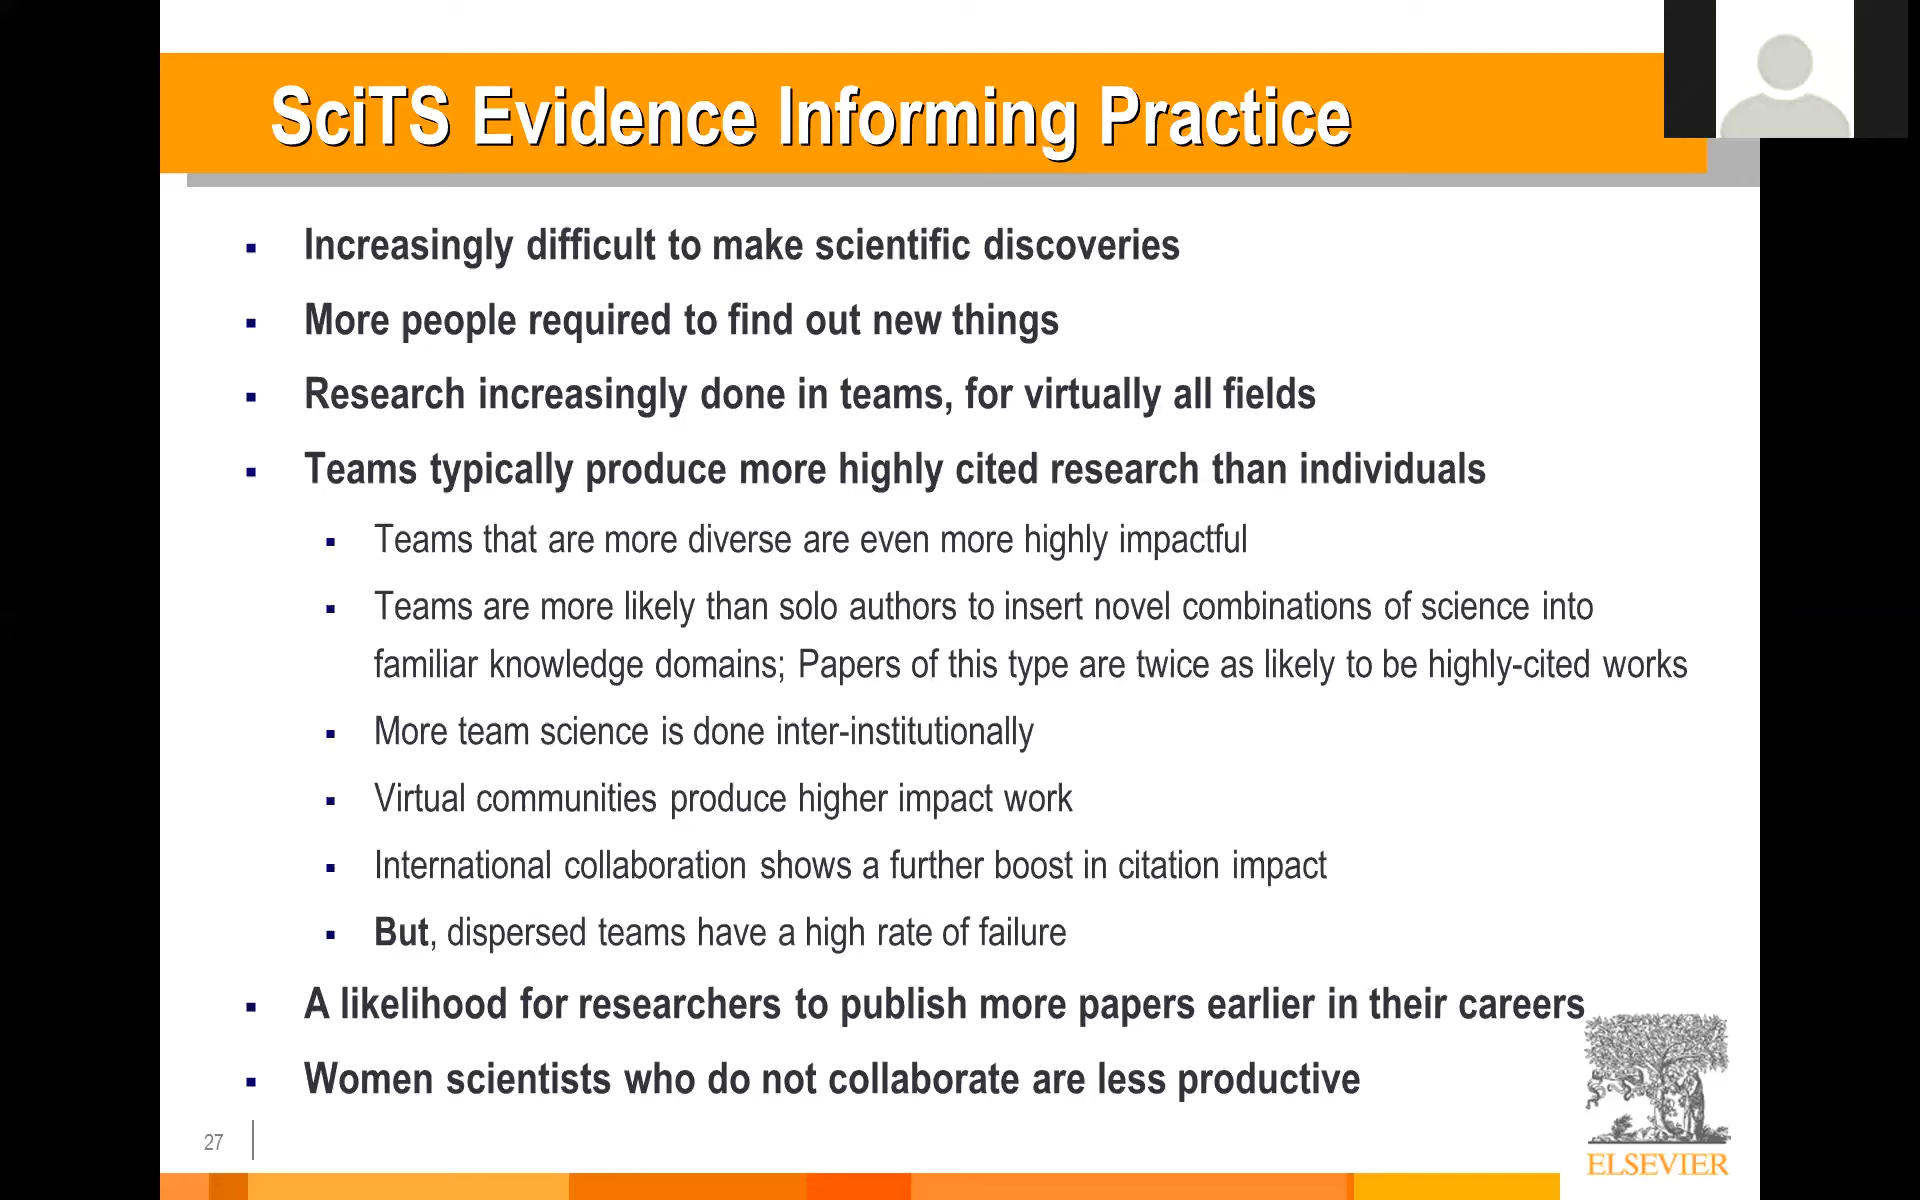 SciTS Evidence Informing Practice
▪ Increasingly difficult to make scientific discoveries
▪ More people required to find out new things
▪ Research increasingly done in teams, for virtually all fields
▪ Teams typically produce more highly cited research than individuals
▪ Teams that are more diverse are even more highly impactful
▪ Teams are more likely than solo authors to insert novel combinations of science into
familiar knowledge domains; Papers of this type are twice as likely to be highly-cited works
▪ More team science is done inter-institutionally
▪ Virtual communities produce higher impact work
▪ International collaboration shows a further boost in citation impact
▪ But, dispersed teams have a high rate of failure
▪ A likelihood for researchers to publish more papers earlier in their careers
▪ Women scientists who do not collaborate are less productive
27
ELSEVIER